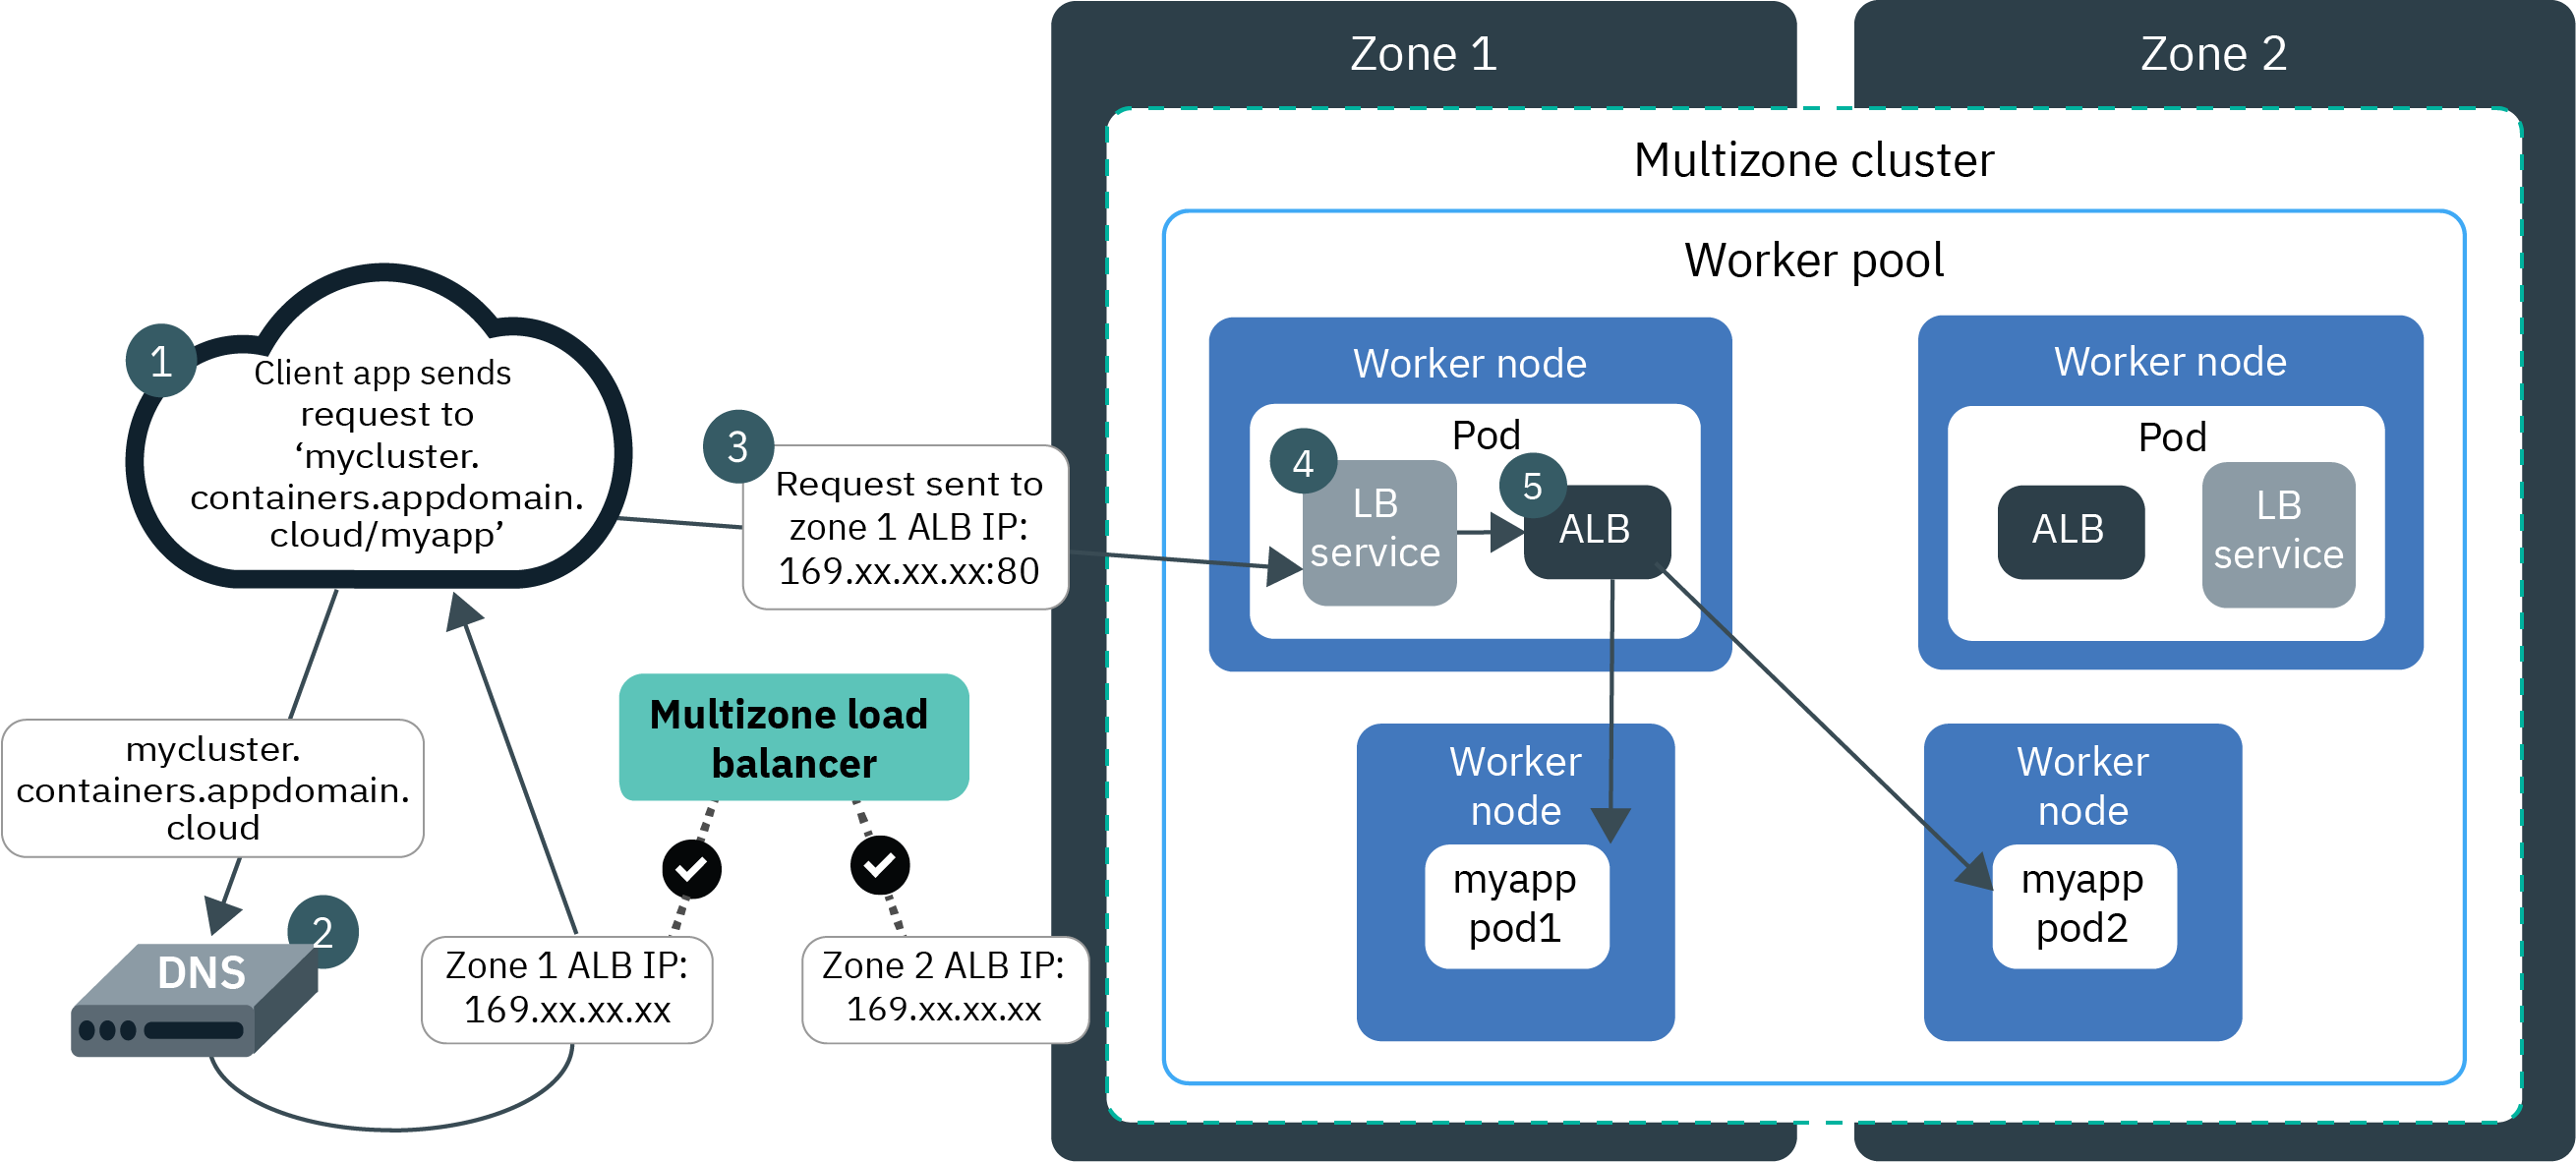 Zone 1
Zone 2
Multizone cluster
Worker pool
1
Client app sends
request to
‘mycluster.
containers.appdomain.
cloud/myapp’
mycluster.
containers.appdomain.
cloud
2
DNS
Zone 1 ALB IP:
169.xx.xx.xx
Multizone load
balancer
Zone 2 ALB IP:
169.xx.xx.xx
3
Request sent to
zone 1 ALB IP:
169.xx.xx.xx:80
Worker node
Pod
4
LB
service
5
ALB
Worker node
Pod
ALB
LB
service
Worker
node
myapp
pod1
Worker
node
myapp
pod2